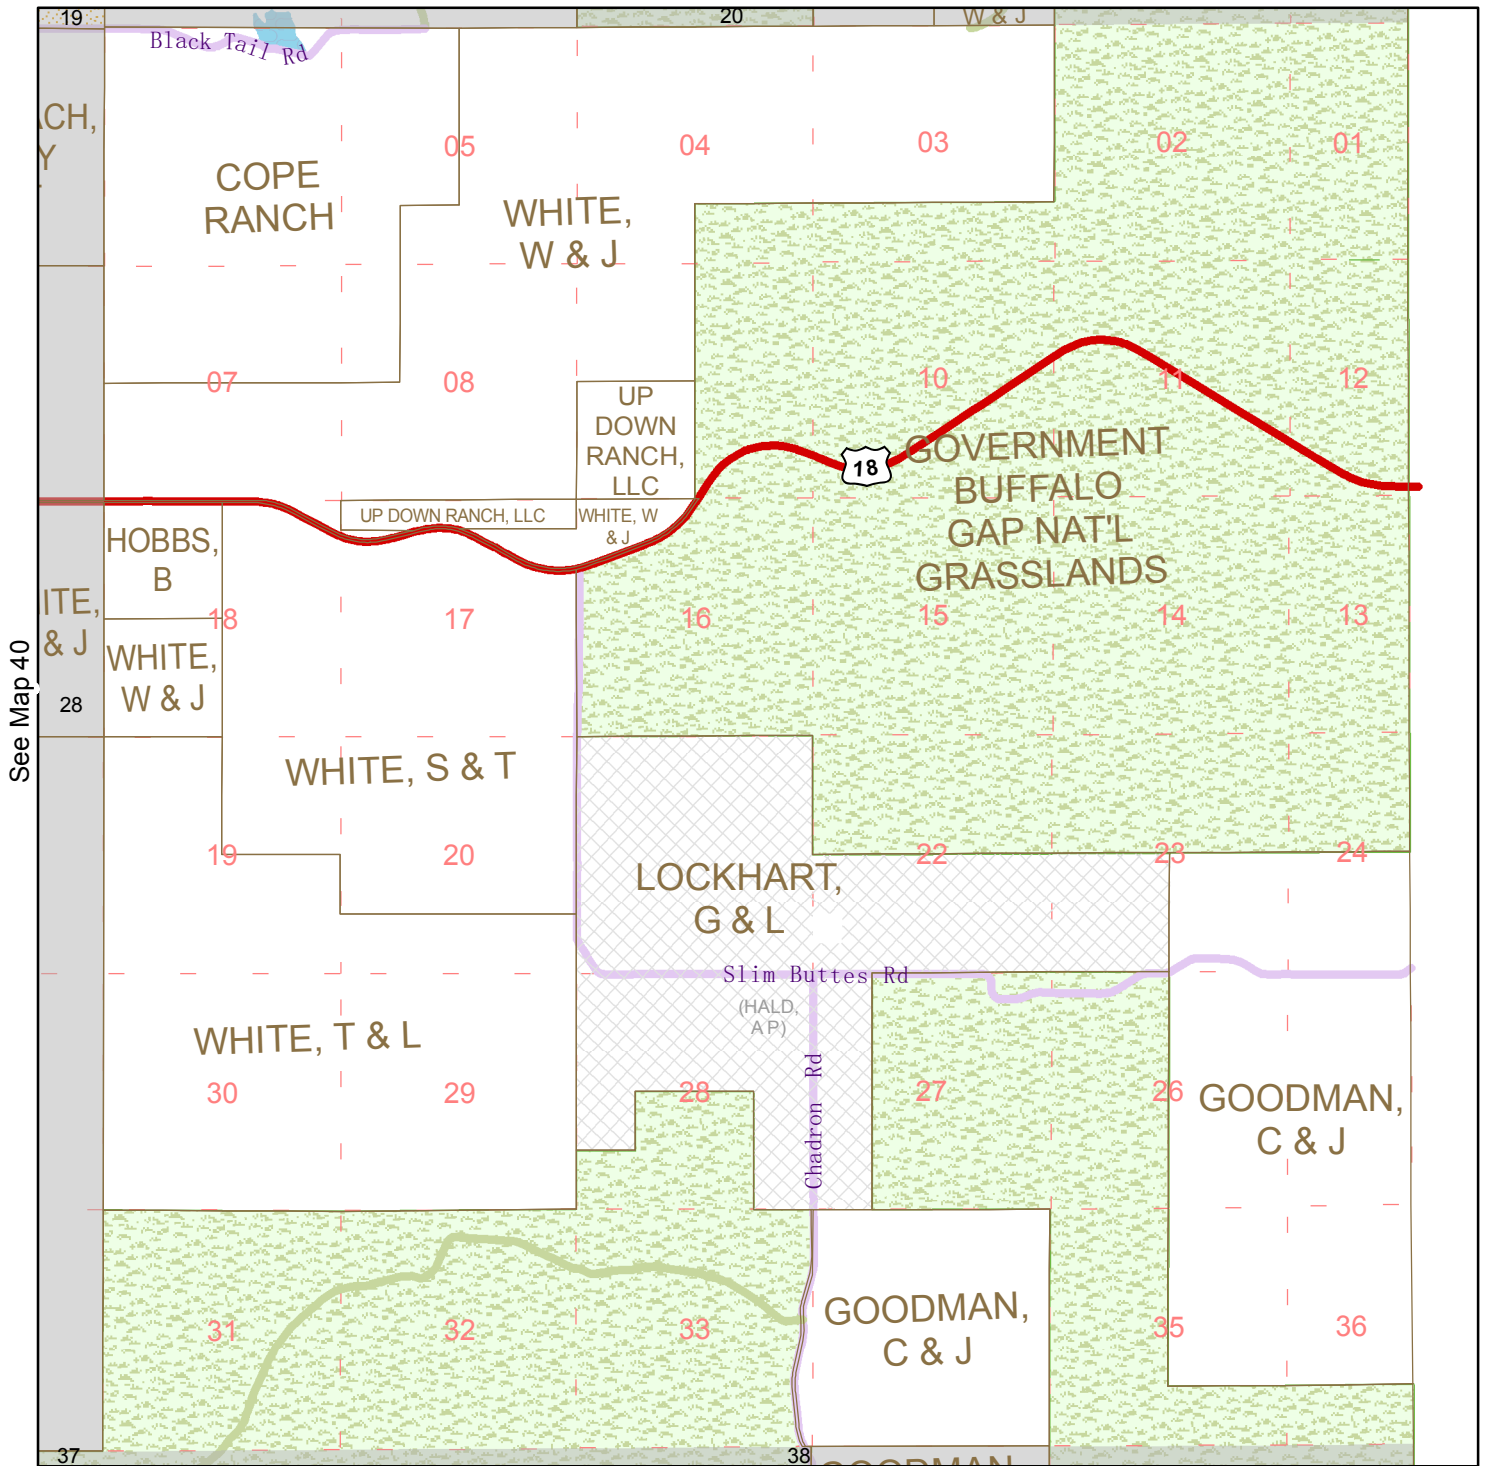 19
20
W & J
Black Tail Rd
ACH,
Y
05
04
03
02
01
COPE
RANCH
WHITE,
W & J
07
08
10
11
12
UP
DOWN
RANCH,
LLC
18
GOVERNMENT
BUFFALO
GAP NAT'L
GRASSLANDS
UP DOWN RANCH, LLC
WHITE, W
& J
HOBBS,
B
ITE,
& J
18
17
16
15
14
13
WHITE,
W & J
28
See Map 40
WHITE, S & T
19
20
22
23
24
LOCKHART,
G & L
Slim Buttes Rd
(HALD,
A P)
WHITE, T & L
Chadron Rd
30
29
28
27
26
GOODMAN,
C & J
31
32
33
GOODMAN,
C & J
35
36
37
38
GOODMAN